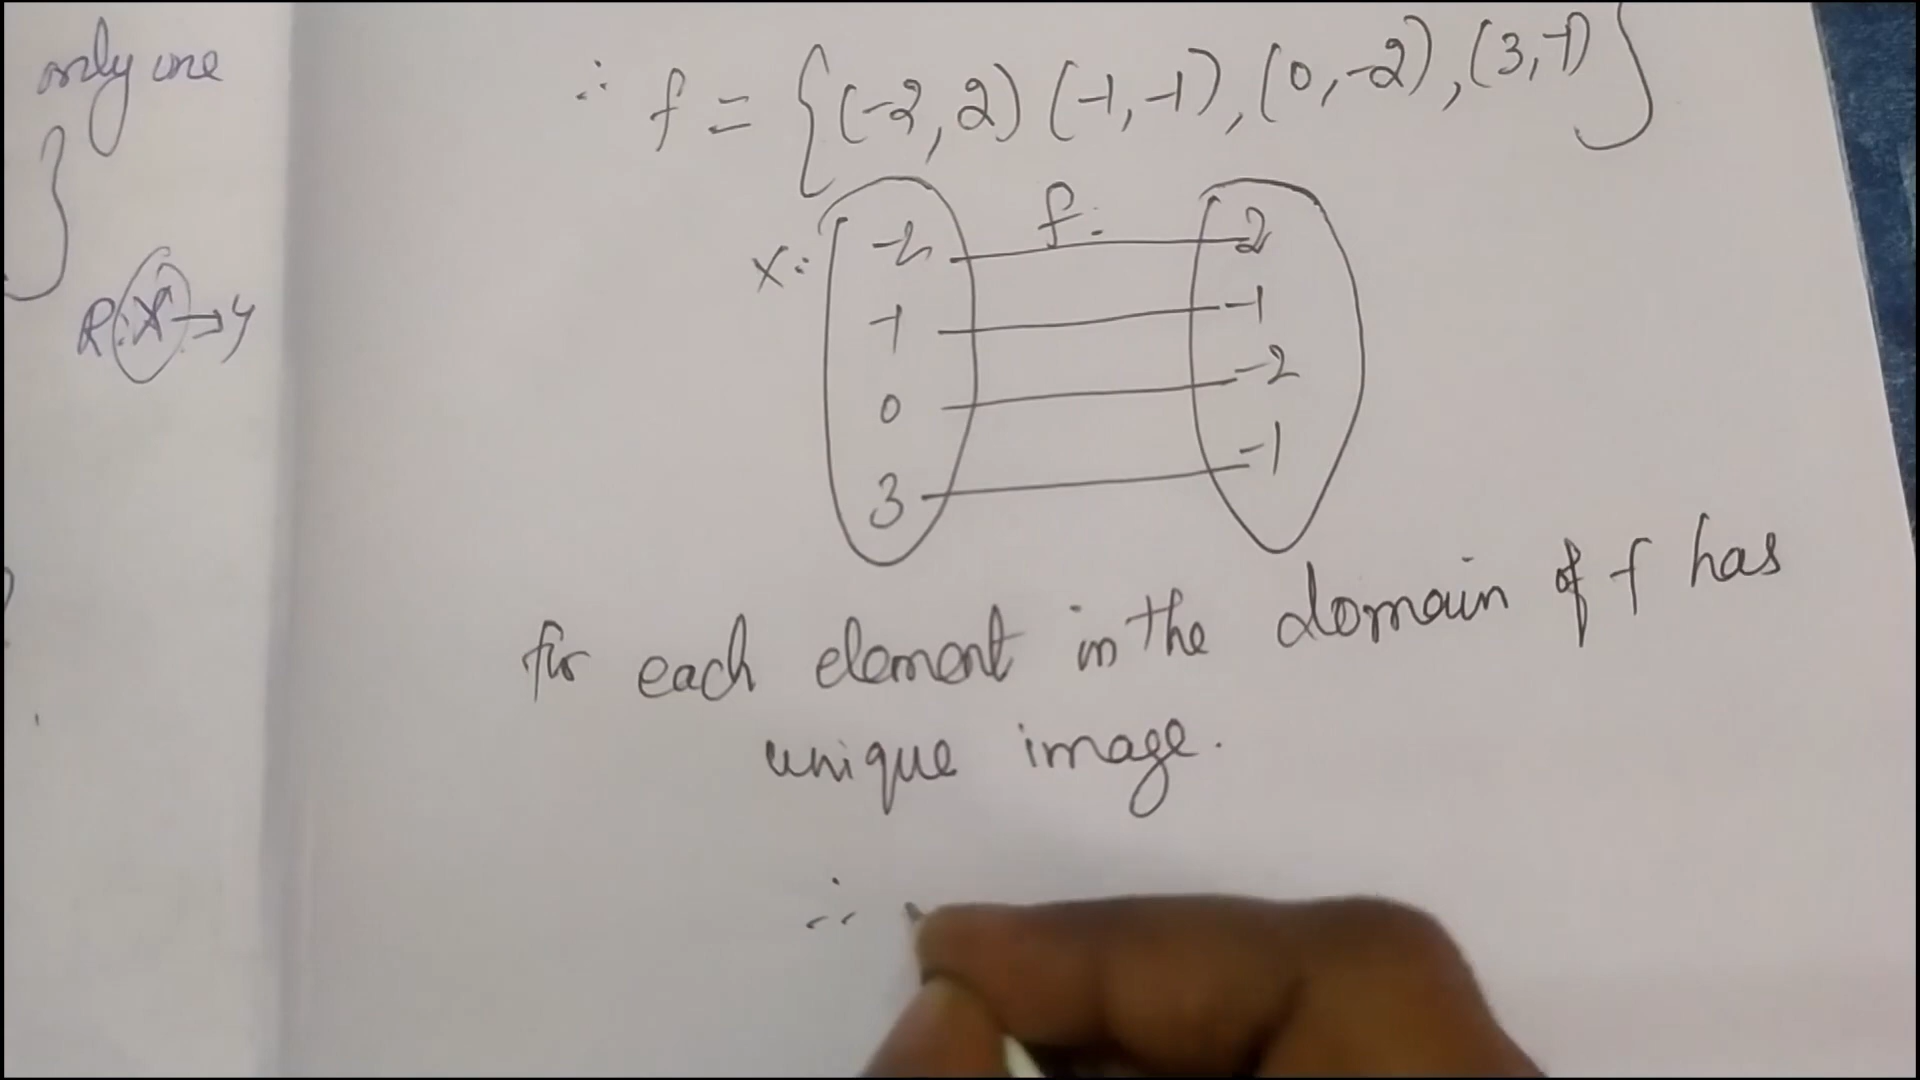 only one
}
R:X→y
∴ f = {(-2,2) (-1,-1), (0,-2), (3,-1)}
X: f:
-2 2
-1 -1
0 -2
3 -1
for each element in the domain of f has
unique image.
∴